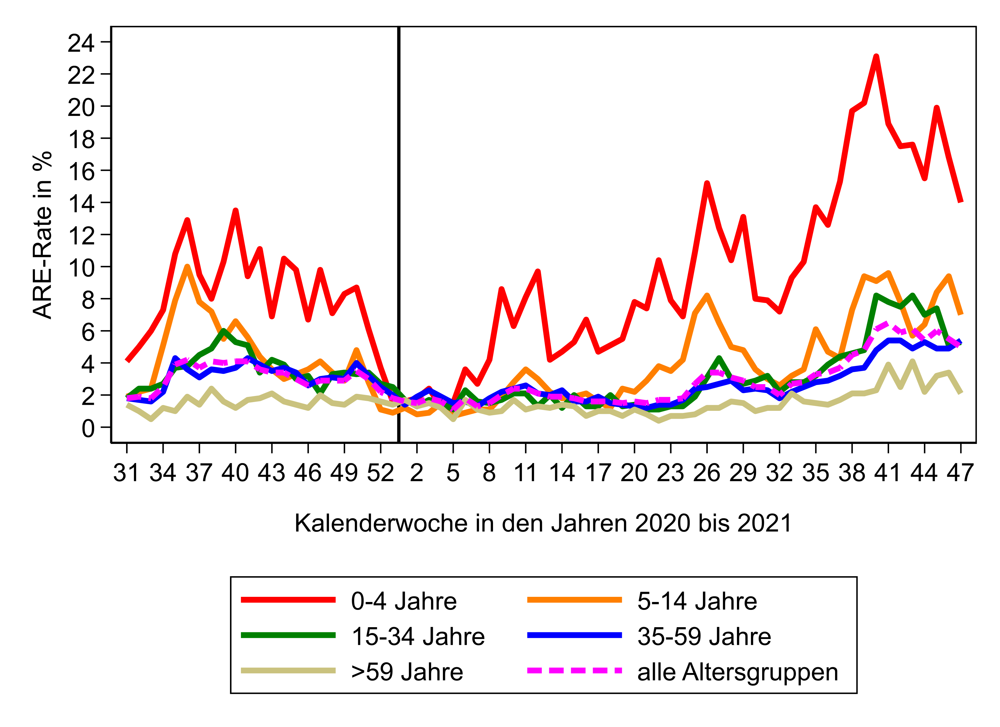 24
22
20
18
16
14
12
10
8
6
4
2
0
ARE-Rate in %
31 34 37 40 43 46 49 52 2 5 8 11 14 17 20 23 26 29 32 35 38 41 44 47
Kalenderwoche in den Jahren 2020 bis 2021
0-4 Jahre 5-14 Jahre
15-34 Jahre 35-59 Jahre
>59 Jahre alle Altersgruppen